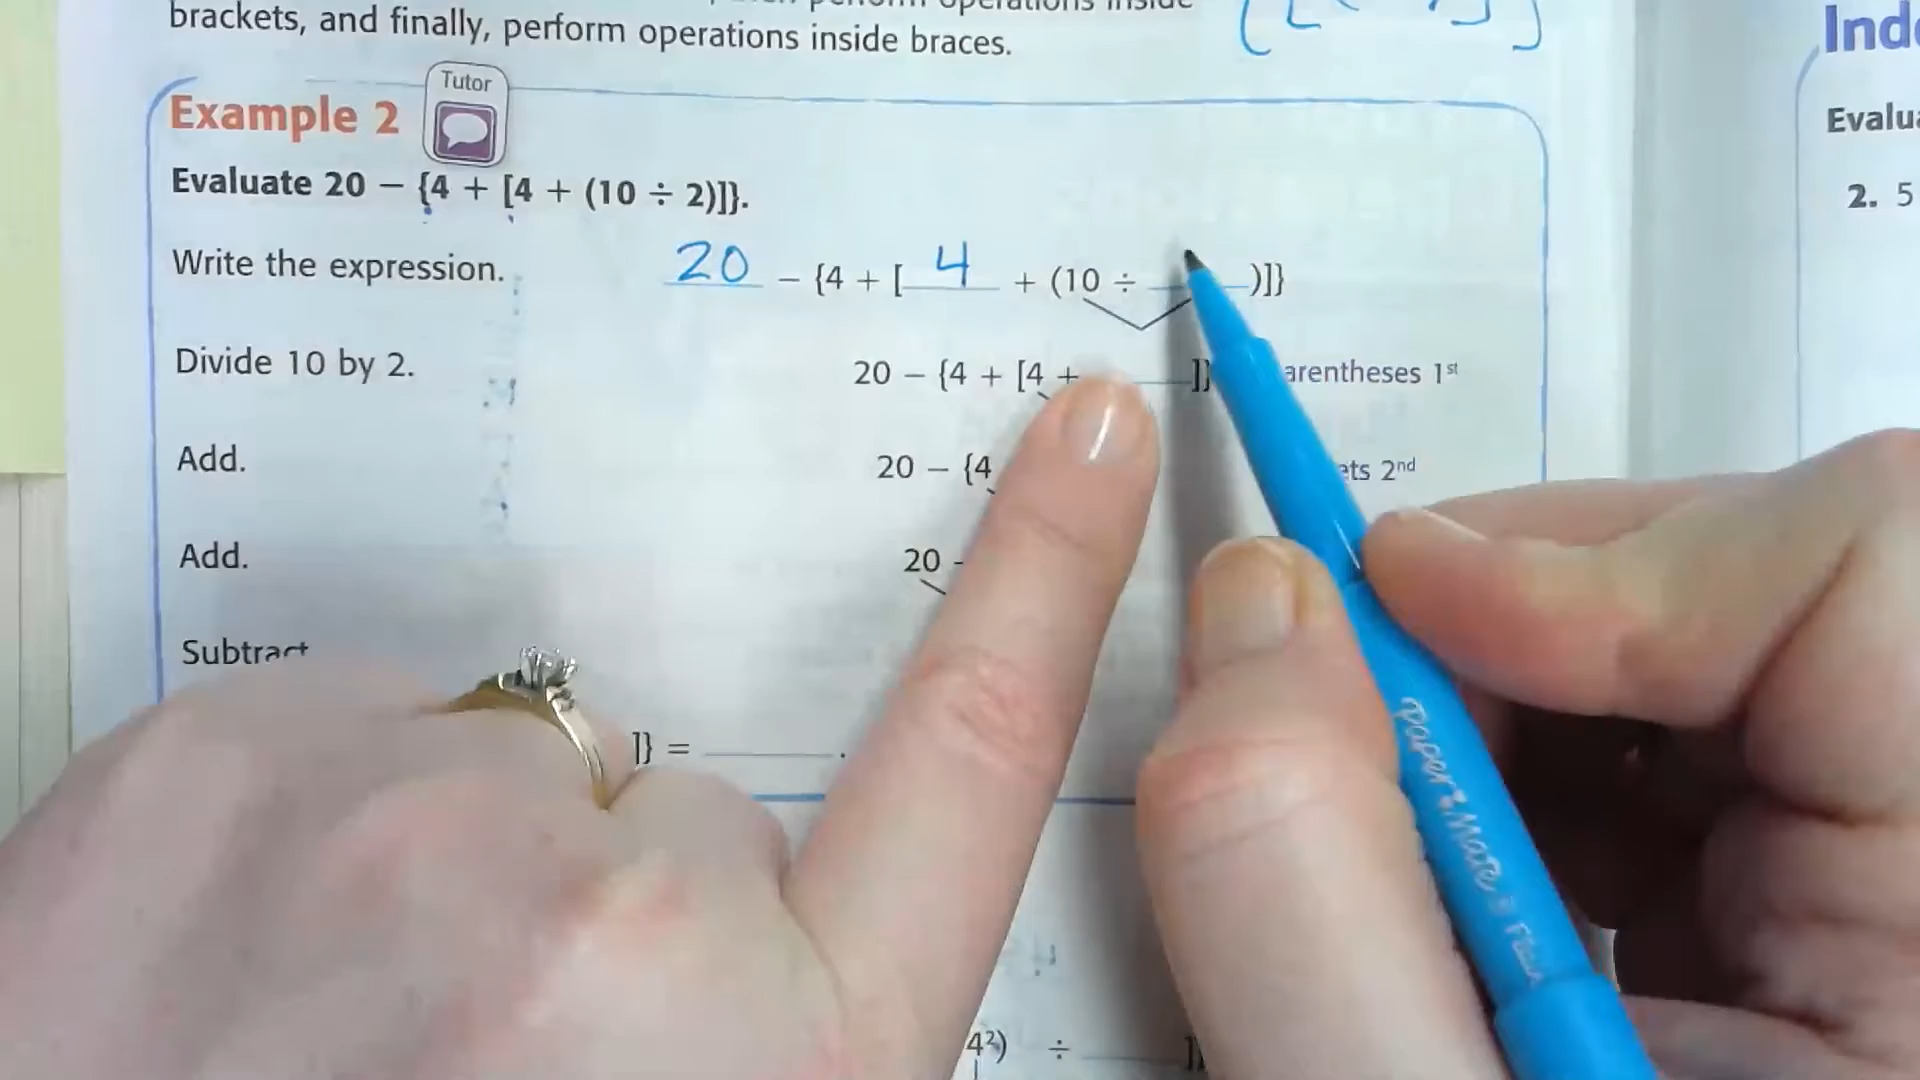 brackets, and finally, perform operations inside braces.
Ind
Tutor
Example 2
Evaluate 20 − {4 + [4 + (10 ÷ 2)]}.
2. 5
Write the expression. 20 − {4 + [ 4 + (10 ÷ )]}
Divide 10 by 2. 20 − {4 + [4 + ]} arentheses 1st
Add. 20 − {4 ets 2nd
Add. 20 -
Subtract
]} = .
4²) ÷ ]
Paper Mate Flair